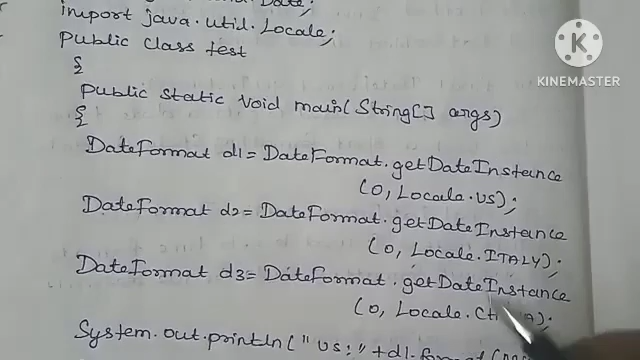 Date;
import java.util.Locale;
public class test
{
public static void main(String[] args)
{
DateFormat d1= DateFormat.getDateInstance
(0, Locale.US);
DateFormat d2= DateFormat.getDateInstance
(0, Locale.ITALY);
DateFormat d3= DateFormat.getDateInstance
(0, Locale.
System.out.println("US:"+d1.format(
KINEMASTER